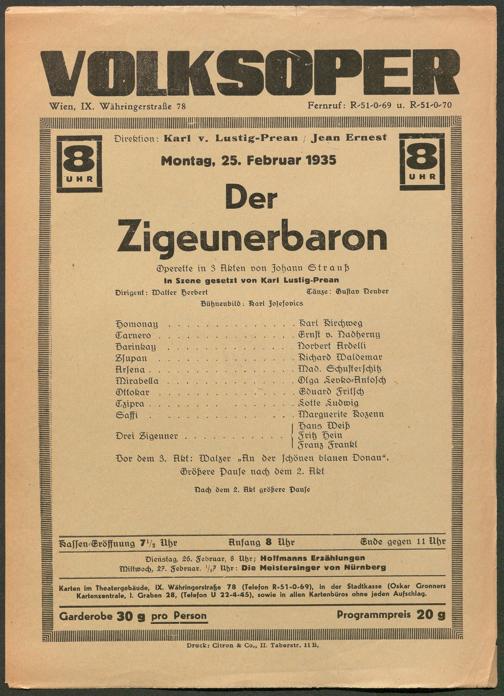 VOLKSOPER
Wien, IX. Währingerstraße 78 Fernruf: R-51-0-69 u. R-51-0-70
8 UHR
Direktion: Karl v. Lustig-Prean / Jean Ernest
8 UHR
Montag, 25. Februar 1935
Der
Zigeunerbaron
Operette in 3 Akten von Johann Strauß
In Szene gesetzt von Karl Lustig-Prean
Dirigent: Walter Herbert Tänze: Gustav Neuber
Bühnenbild: Karl Josefovics
Homonay . . . . . . . . . . . . Karl Kirchweg
Carnero . . . . . . . . . . . . Ernst v. Nadherny
Barinkay . . . . . . . . . . . . Norbert Ardelli
Zsupan . . . . . . . . . . . . Richard Waldemar
Arsena . . . . . . . . . . . . Mad. Schusterschitz
Mirabella . . . . . . . . . . . . Olga Levko-Antosch
Ottokar . . . . . . . . . . . . Eduard Fritsch
Czipra . . . . . . . . . . . . Lotte Ludwig
Saffi . . . . . . . . . . . . Marguerite Kozenn
Hans Weiß
Drei Zigeuner . . . . . . . . . . . . Fritz Hein
Franz Frankl
Vor dem 3. Akt: Walzer „An der schönen blauen Donau“.
Größere Pause nach dem 2. Akt
Nach dem 2. Akt größere Pause
Kassen-Eröffnung 7½ Uhr Anfang 8 Uhr Ende gegen 11 Uhr
Dienstag, 26. Februar, 8 Uhr; Hoffmanns Erzählungen
Mittwoch, 27. Februar. ½7 Uhr: Die Meistersinger von Nürnberg
Karten im Theatergebäude, IX. Währingerstraße 78 (Telefon R-51-0-69), in der Stadtkasse (Oskar Gronners
Kartenzentrale, I. Graben 28, (Telefon U 22-4-45), sowie in allen Kartenbüros ohne jeden Aufschlag.
Garderobe 30 g pro Person Programmpreis 20 g
Druck: Citron & Co., II. Taborstr. 11 B.